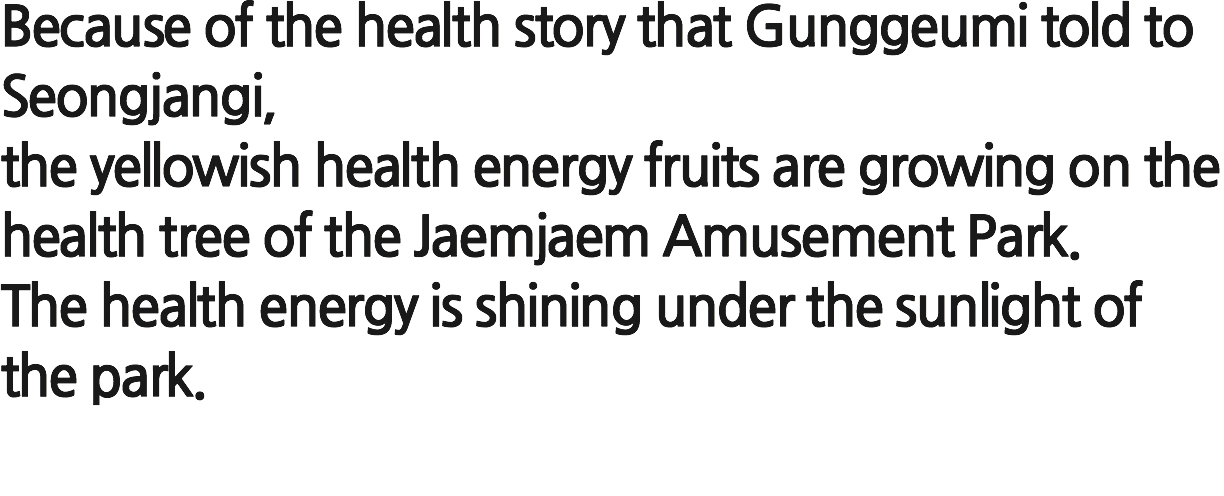 Because of the health story that Gunggeumi told to
Seongjangi,
the yellowish health energy fruits are growing on the
health tree of the Jaemjaem Amusement Park.
The health energy is shining under the sunlight of
the park.